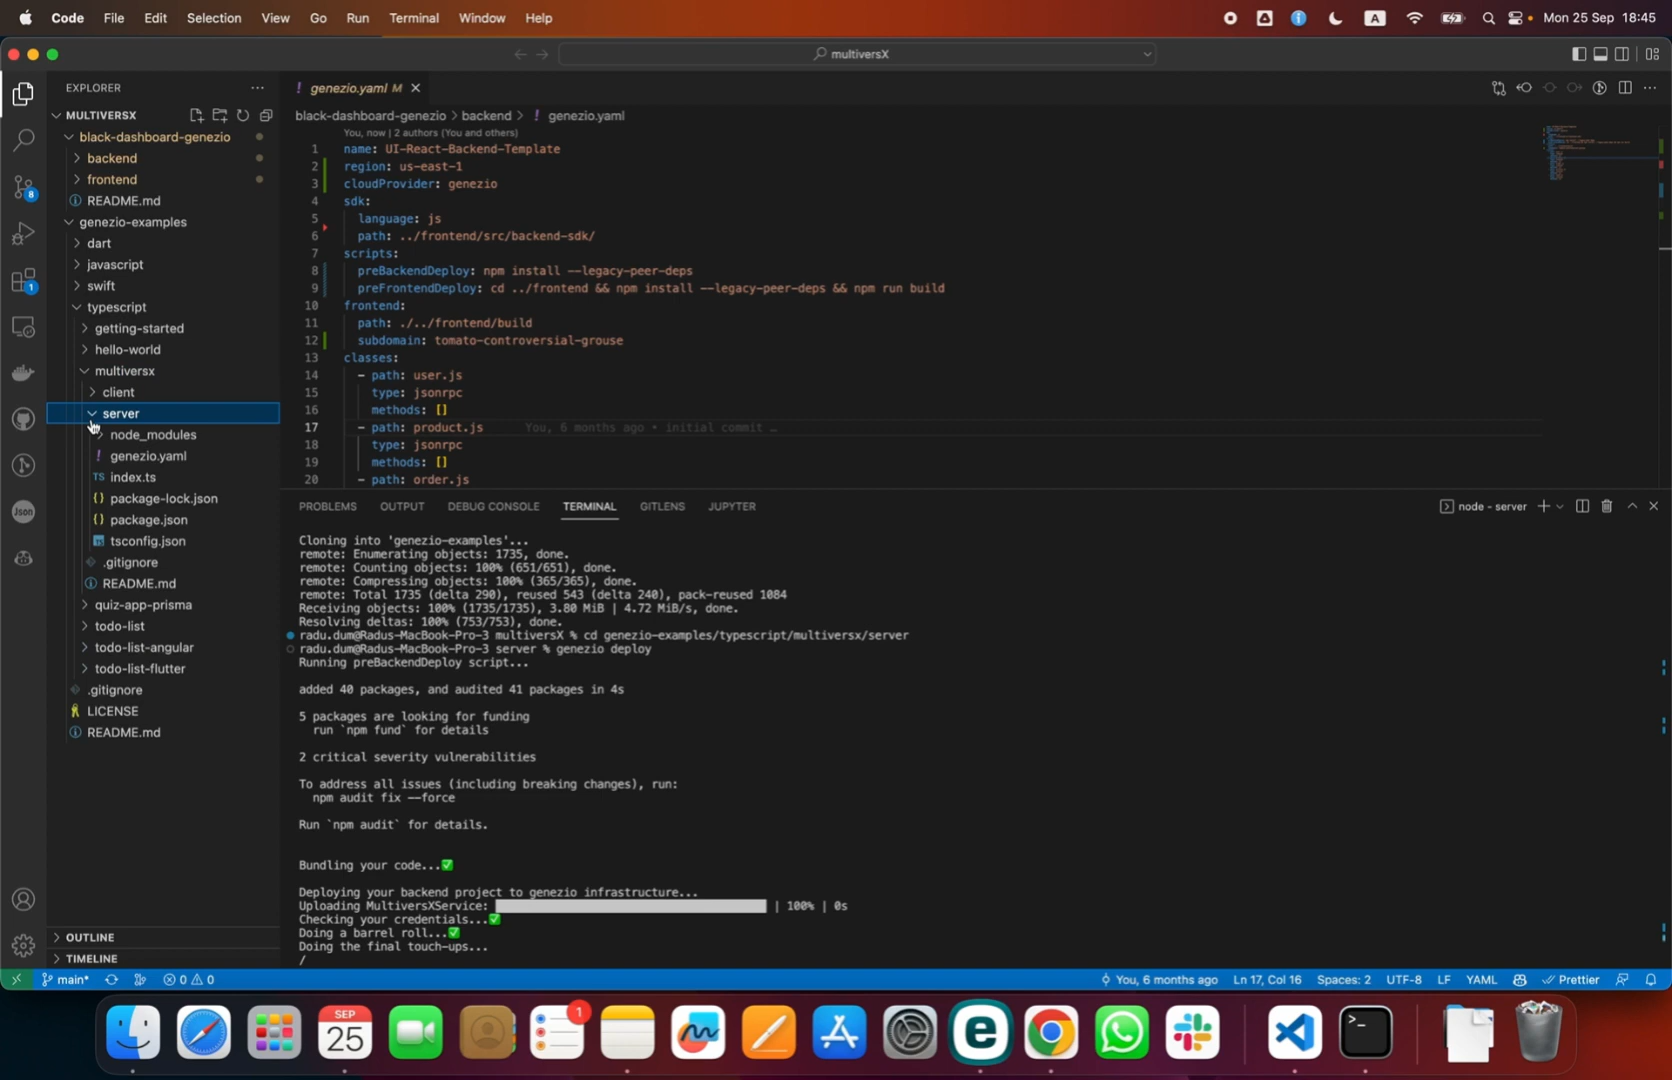 Code File Edit Selection View Go Run Terminal Window Help
A
Mon 25 Sep 18:45
multiversX
EXPLORER
MULTIVERSX
black-dashboard-genezio
backend
frontend
README.md
genezio-examples
dart
javascript
swift
typescript
getting-started
hello-world
multiversx
client
server
node_modules
! genezio.yaml
TS index.ts
{} package-lock.json
{} package.json
tsconfig.json
.gitignore
README.md
quiz-app-prisma
todo-list
todo-list-angular
todo-list-flutter
.gitignore
LICENSE
README.md
OUTLINE
TIMELINE
8
1
Json
! genezio.yaml M
black-dashboard-genezio > backend > ! genezio.yaml
You, now | 2 authors (You and others)
1 name: UI-React-Backend-Template
2 region: us-east-1
3 cloudProvider: genezio
4 sdk:
5 language: js
6 path: ../frontend/src/backend-sdk/
7 scripts:
8 preBackendDeploy: npm install --legacy-peer-deps
9 preFrontendDeploy: cd ../frontend && npm install --legacy-peer-deps && npm run build
10 frontend:
11 path: ./../frontend/build
12 subdomain: tomato-controversial-grouse
13 classes:
14 - path: user.js
15 type: jsonrpc
16 methods: []
17 - path: product.js You, 6 months ago • initial commit …
18 type: jsonrpc
19 methods: []
20 - path: order.js
PROBLEMS OUTPUT DEBUG CONSOLE TERMINAL GITLENS JUPYTER
node - server
Cloning into 'genezio-examples'...
remote: Enumerating objects: 1735, done.
remote: Counting objects: 100% (651/651), done.
remote: Compressing objects: 100% (365/365), done.
remote: Total 1735 (delta 290), reused 543 (delta 240), pack-reused 1084
Receiving objects: 100% (1735/1735), 3.80 MiB | 4.72 MiB/s, done.
Resolving deltas: 100% (753/753), done.
radu.dum@Radus-MacBook-Pro-3 multiversX % cd genezio-examples/typescript/multiversx/server
radu.dum@Radus-MacBook-Pro-3 server % genezio deploy
Running preBackendDeploy script...
added 40 packages, and audited 41 packages in 4s
5 packages are looking for funding
run `npm fund` for details
2 critical severity vulnerabilities
To address all issues (including breaking changes), run:
npm audit fix --force
Run `npm audit` for details.
Bundling your code...✅
Deploying your backend project to genezio infrastructure...
Uploading MultiversXService: | 100% | 0s
Checking your credentials...✅
Doing a barrel roll...✅
Doing the final touch-ups...
/
main* 0 0
You, 6 months ago Ln 17, Col 16 Spaces: 2 UTF-8 LF YAML Prettier
SEP
25
1
e
>_